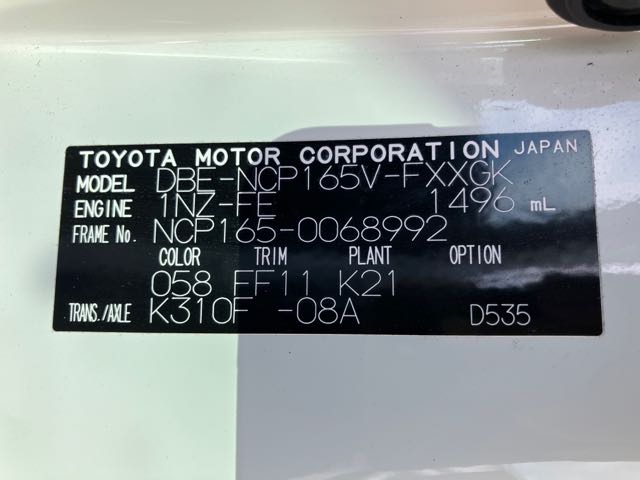 TOYOTA MOTOR CORPORATION JAPAN
MODEL DBE-NCP165V-FXXGK
ENGINE 1NZ-FE 1496 mL
FRAME No. NCP165-0068992
COLOR TRIM PLANT OPTION
058 FF11 K21
TRANS./AXLE K310F -08A D535